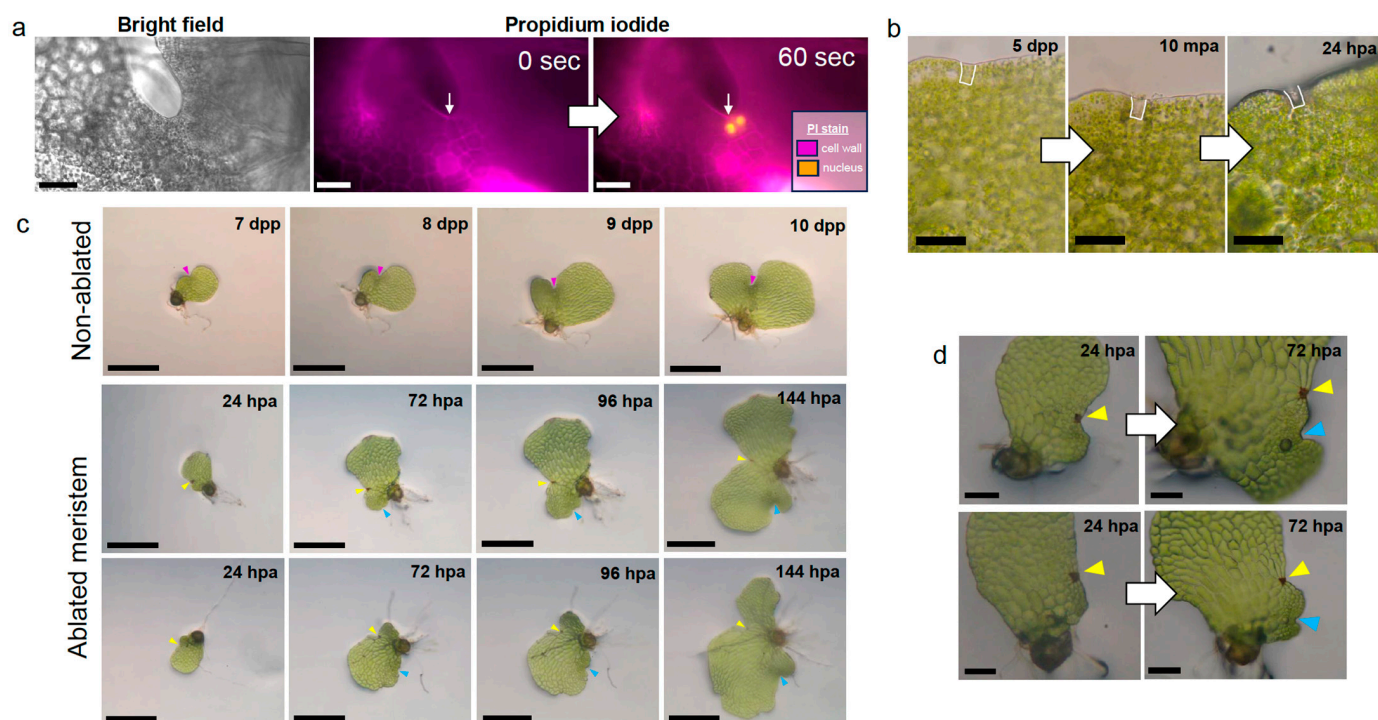 a
Bright field
Propidium iodide
0 sec
60 sec
PI stain
cell wall
nucleus
b
5 dpp
10 mpa
24 hpa
c
Non-ablated
7 dpp
8 dpp
9 dpp
10 dpp
Ablated meristem
24 hpa
72 hpa
96 hpa
144 hpa
24 hpa
72 hpa
96 hpa
144 hpa
d
24 hpa
72 hpa
24 hpa
72 hpa